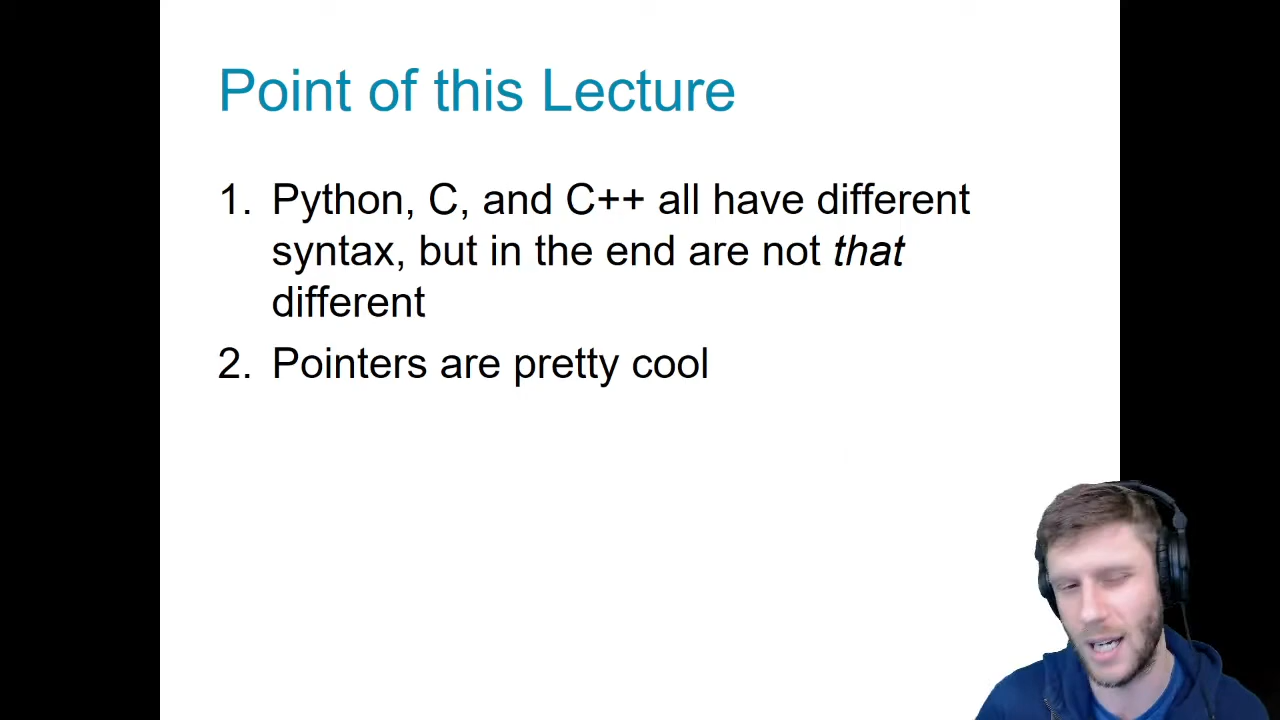 Point of this Lecture
1. Python, C, and C++ all have different
syntax, but in the end are not that
different
2. Pointers are pretty cool